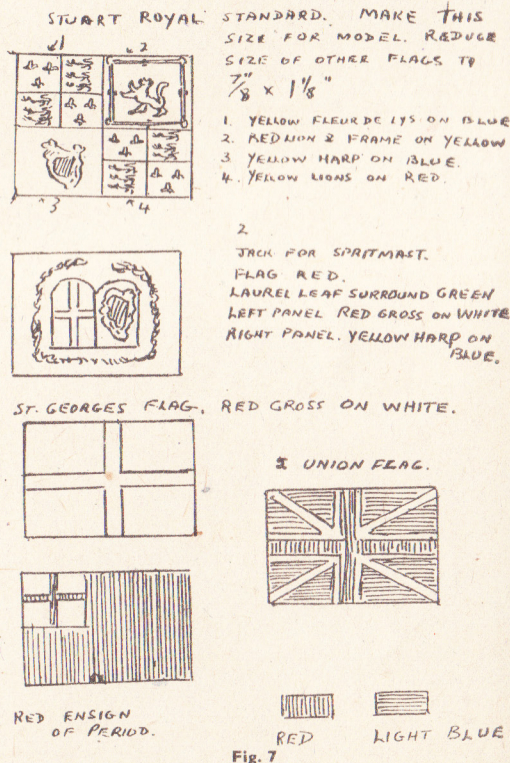 STUART ROYAL STANDARD. MAKE THIS
SIZE FOR MODEL. REDUCE
SIZE OF OTHER FLAGS TO
7/8" x 1 1/8"
1 2
1. YELLOW FLEUR DE LYS ON BLUE
2. RED LION & FRAME ON YELLOW
3 YELLOW HARP ON BLUE.
4. YELLOW LIONS ON RED.
3 4
2
JACK FOR SPRITMAST.
FLAG RED.
LAUREL LEAF SURROUND GREEN
LEFT PANEL RED CROSS ON WHITE
RIGHT PANEL. YELLOW HARP ON
BLUE.
ST. GEORGES FLAG. RED CROSS ON WHITE.
1 UNION FLAG.
RED ENSIGN
OF PERIOD.
RED LIGHT BLUE
Fig. 7